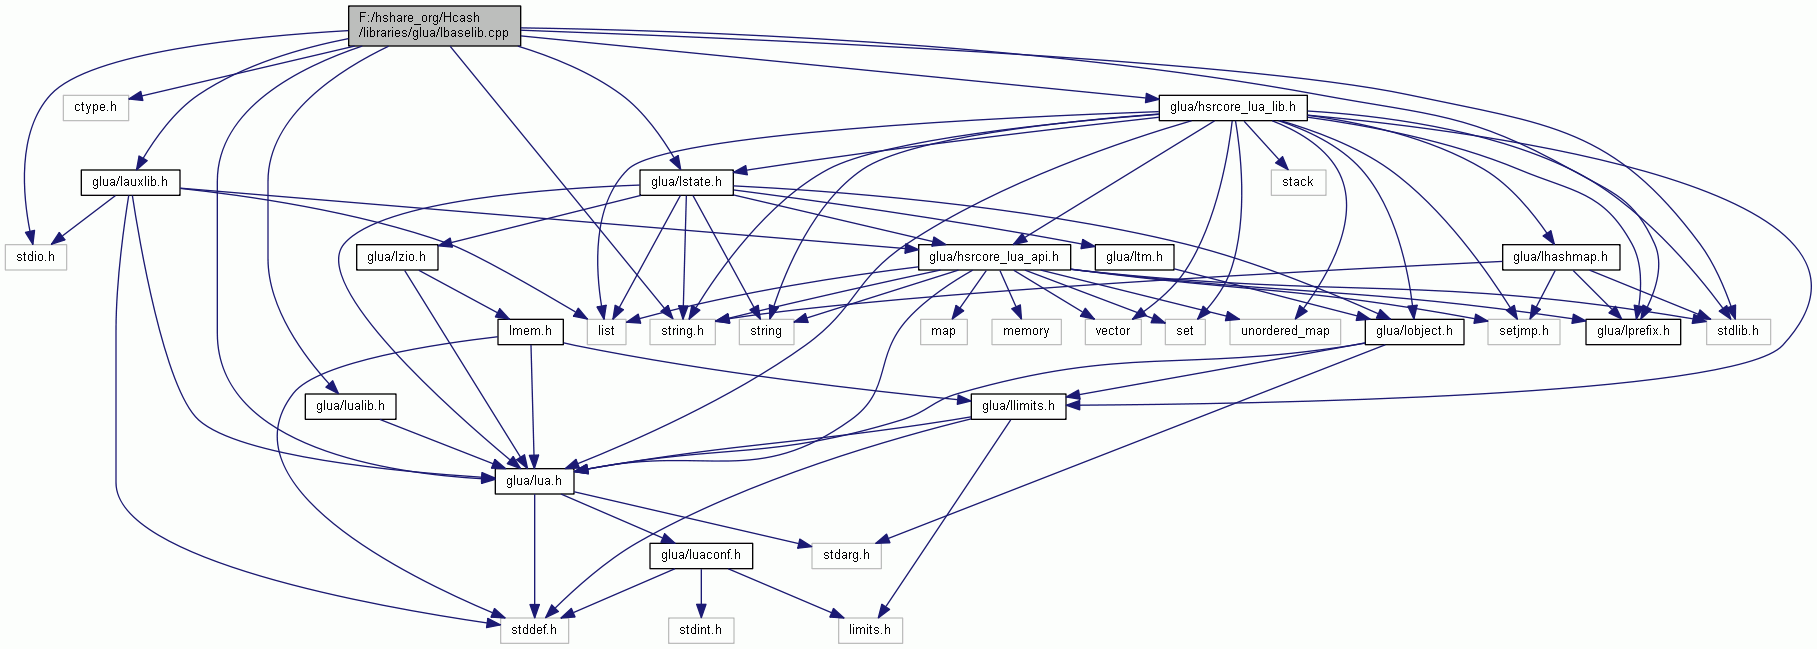 F:/hshare_org/Hcash
/libraries/glua/lbaselib.cpp
ctype.h
glua/hsrcore_lua_lib.h
glua/lauxlib.h
glua/lstate.h
stack
stdio.h
glua/lzio.h
glua/hsrcore_lua_api.h
glua/ltm.h
glua/lhashmap.h
lmem.h
list
string.h
string
map
memory
vector
set
unordered_map
glua/lobject.h
setjmp.h
glua/lprefix.h
stdlib.h
glua/lualib.h
glua/llimits.h
glua/lua.h
glua/luaconf.h
stdarg.h
stddef.h
stdint.h
limits.h